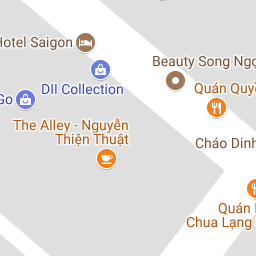 Hotel Saigon
Beauty Song Ngọ
DII Collection
Quán Quy
Go
The Alley - Nguyễn
Thiện Thuật
Cháo Dinh
Quán
Chua Lạng